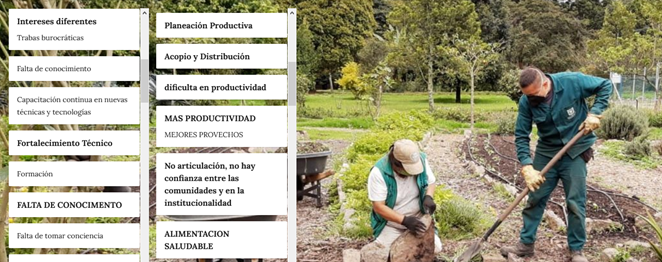 Intereses diferentes
Trabas burocráticas
Falta de conocimiento
Capacitación continua en nuevas
técnicas y tecnologías
Fortalecimiento Técnico
Formación
FALTA DE CONOCIMENTO
Falta de tomar conciencia
Planeación Productiva
Acopio y Distribución
dificulta en productividad
MAS PRODUCTIVIDAD
MEJORES PROVECHOS
No articulación, no hay
confianza entre las
comunidades y en la
institucionalidad
ALIMENTACION
SALUDABLE